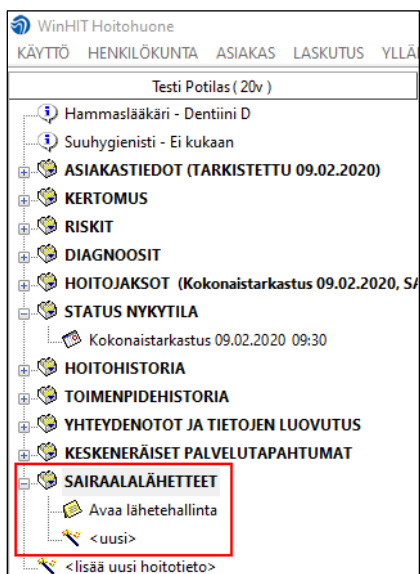 WinHIT Hoitohuone
KÄYTTÖ HENKILÖKUNTA ASIAKAS LASKUTUS
Testi Potilas ( 20v )
Hammaslääkäri - Dentiini D
Suuhygienisti - Ei kukaan
ASIAKASTIEDOT (TARKISTETTU 09.02.2020)
KERTOMUS
RISKIT
DIAGNOOSIT
HOITOJAKSOT (Kokonaistarkastus 09.02.2020,
STATUS NYKYTILA
Kokonaistarkastus 09.02.2020 09:30
HOITOHISTORIA
TOIMENPIDEHISTORIA
YHTEYDENOTOT JA TIETOJEN LUOVUTUS
KESKENERÄISET PALVELUTAPAHTUMAT
SAIRAALALÄHETTEET
Avaa lähetehallinta
<uusi>
<lisää uusi hoitotieto>